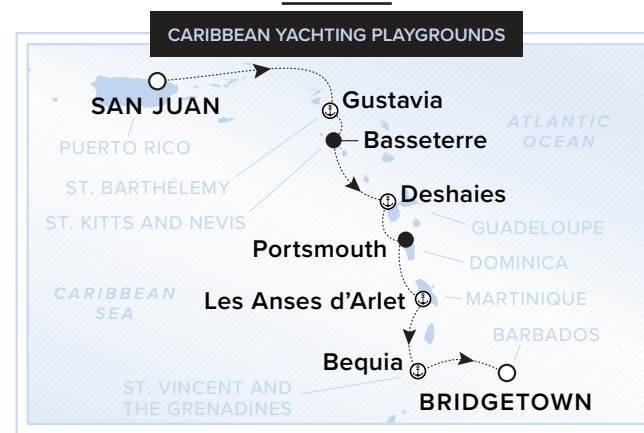 CARIBBEAN YACHTING PLAYGROUNDS
SAN JUAN
Gustavia
PUERTO RICO
Basseterre
ATLANTIC
OCEAN
ST. BARTHÉLEMY
Deshaies
ST. KITTS AND NEVIS
GUADELOUPE
Portsmouth
DOMINICA
CARIBBEAN
SEA
Les Anses d'Arlet
MARTINIQUE
BARBADOS
Bequia
ST. VINCENT AND
THE GRENADINES
BRIDGETOWN